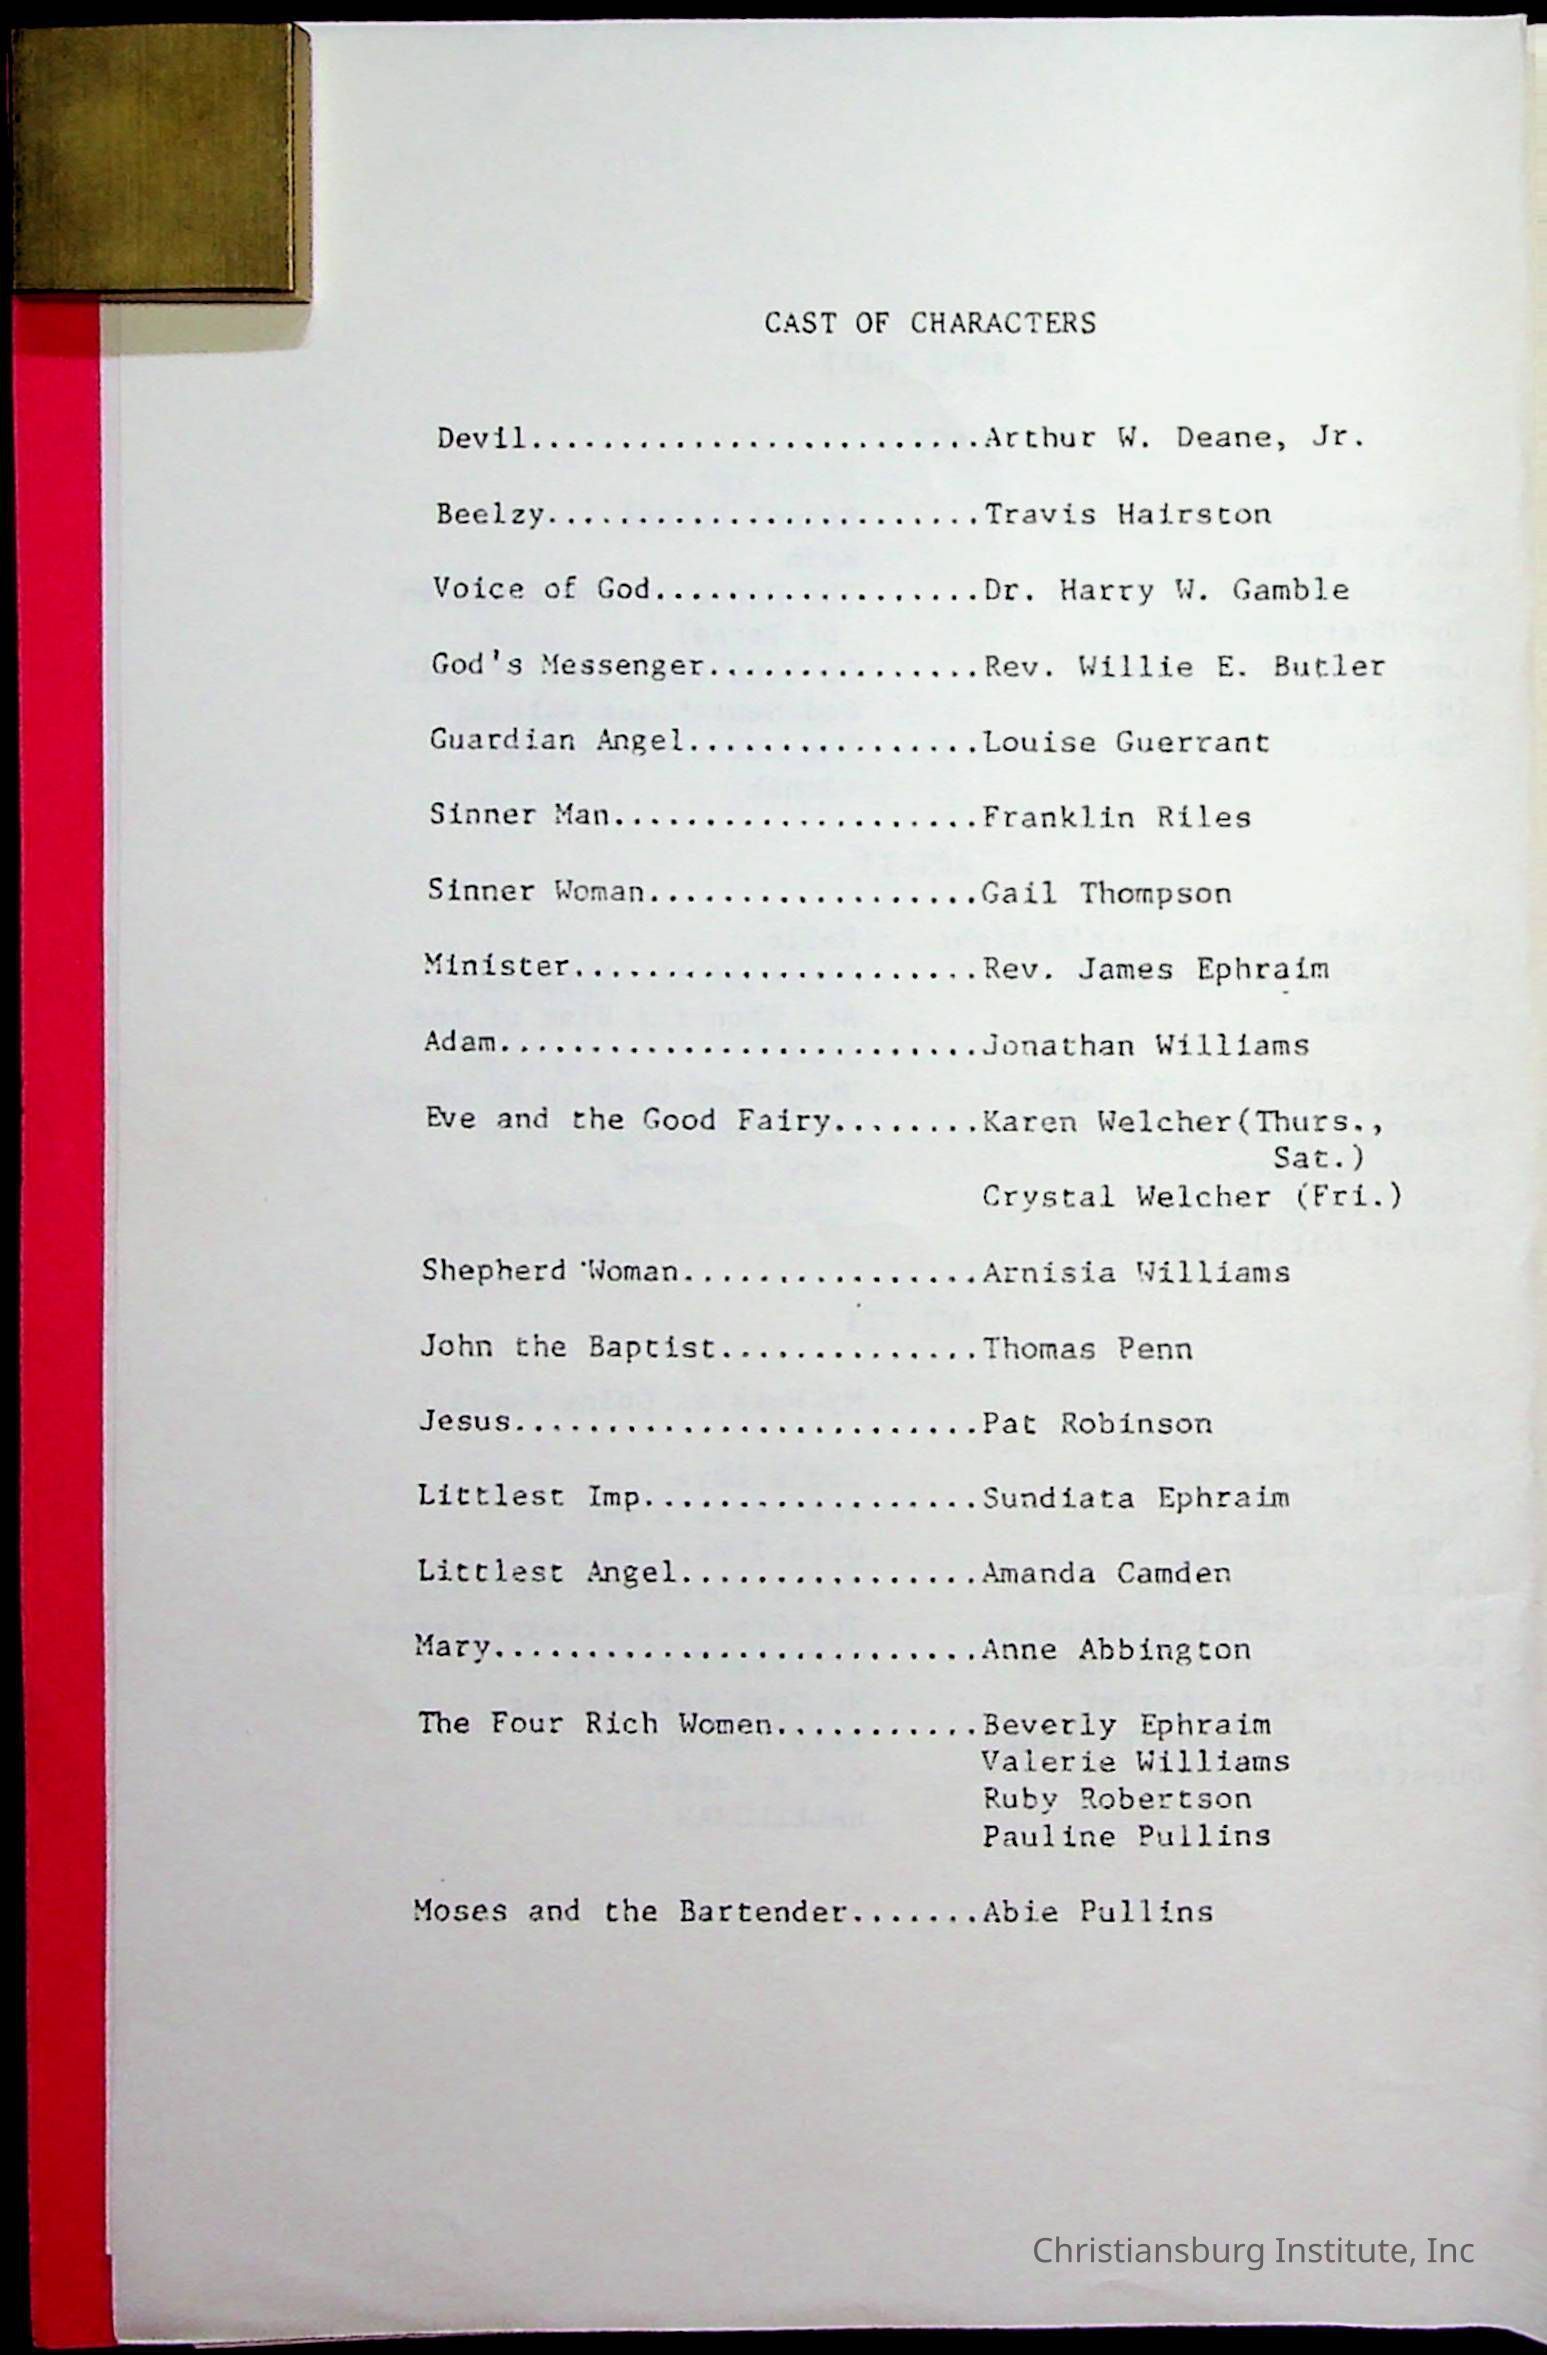 CAST OF CHARACTERS
Devil.........................Arthur W. Deane, Jr.
Beelzy........................Travis Hairston
Voice of God..................Dr. Harry W. Gamble
God's Messenger...............Rev. Willie E. Butler
Guardian Angel................Louise Guerrant
Sinner Man....................Franklin Riles
Sinner Woman..................Gail Thompson
Minister......................Rev. James Ephraim
Adam..........................Jonathan Williams
Eve and the Good Fairy........Karen Welcher(Thurs.,
Sat.)
Crystal Welcher (Fri.)
Shepherd Woman................Arnisia Williams
John the Baptist..............Thomas Penn
Jesus.........................Pat Robinson
Littlest Imp..................Sundiata Ephraim
Littlest Angel................Amanda Camden
Mary..........................Anne Abbington
The Four Rich Women...........Beverly Ephraim
Valerie Williams
Ruby Robertson
Pauline Pullins
Moses and the Bartender.......Abie Pullins
Christiansburg Institute, Inc